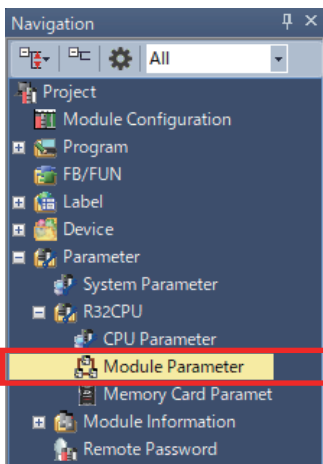 Navigation
All
Project
Module Configuration
Program
FB/FUN
Label
Device
Parameter
System Parameter
R32CPU
CPU Parameter
Module Parameter
Memory Card Paramet
Module Information
Remote Password